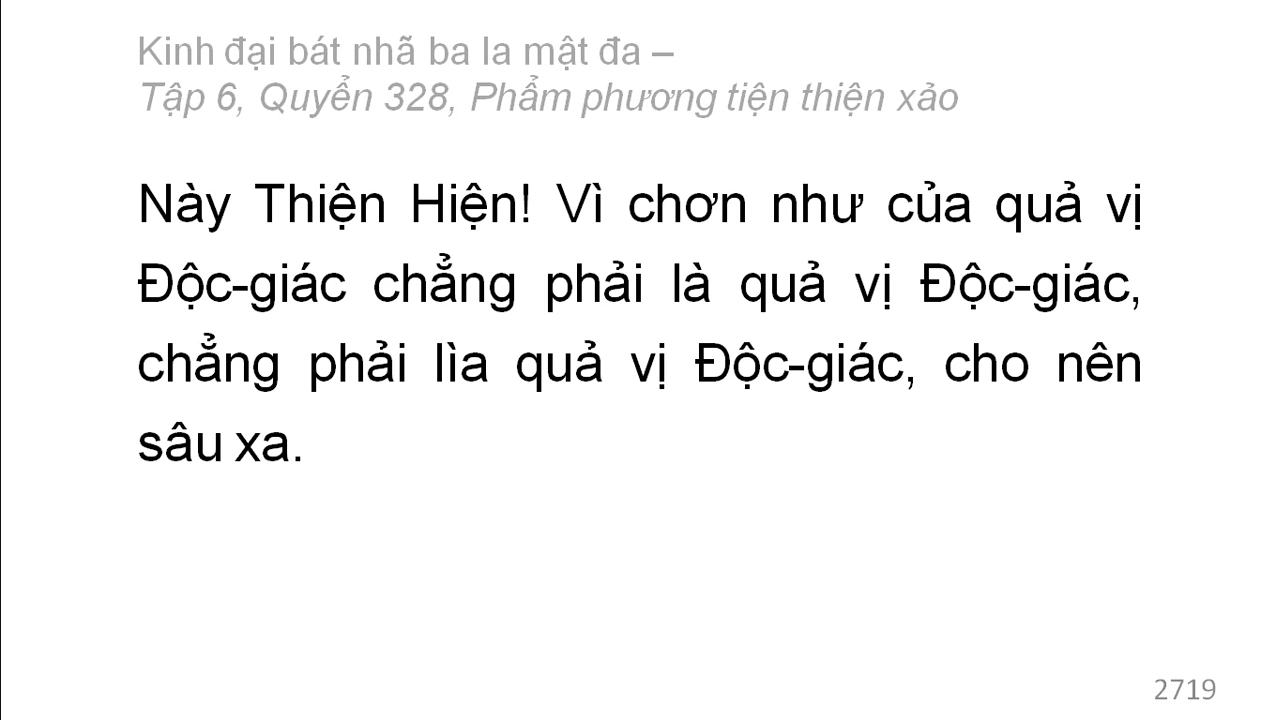 Kinh đại bát nhã ba la mật đa –
Tập 6, Quyển 328, Phẩm phương tiện thiện xảo
Này Thiện Hiện! Vì chơn như của quả vị
Độc-giác chẳng phải là quả vị Độc-giác,
chẳng phải lìa quả vị Độc-giác, cho nên
sâu xa.
2719